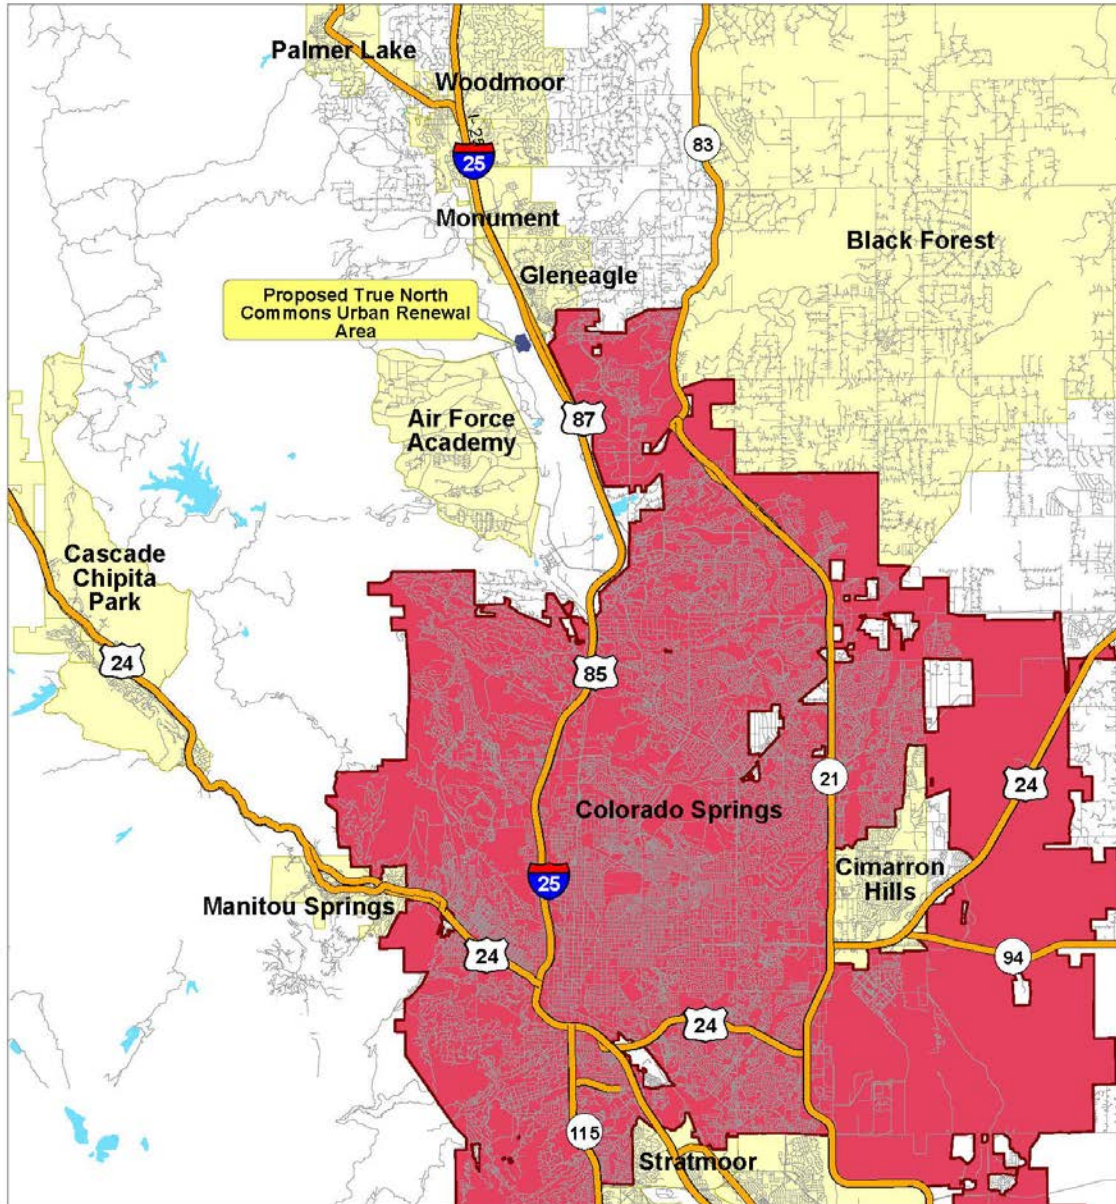 Palmer Lake
Woodmoor
I-25
25
83
Monument
Black Forest
Gleneagle
Proposed True North
Commons Urban Renewal
Area
87
Air Force
Academy
Cascade
Chipita
Park
24
85
21
24
Colorado Springs
Cimarron
Hills
25
Manitou Springs
24
94
24
115
Stratmoor